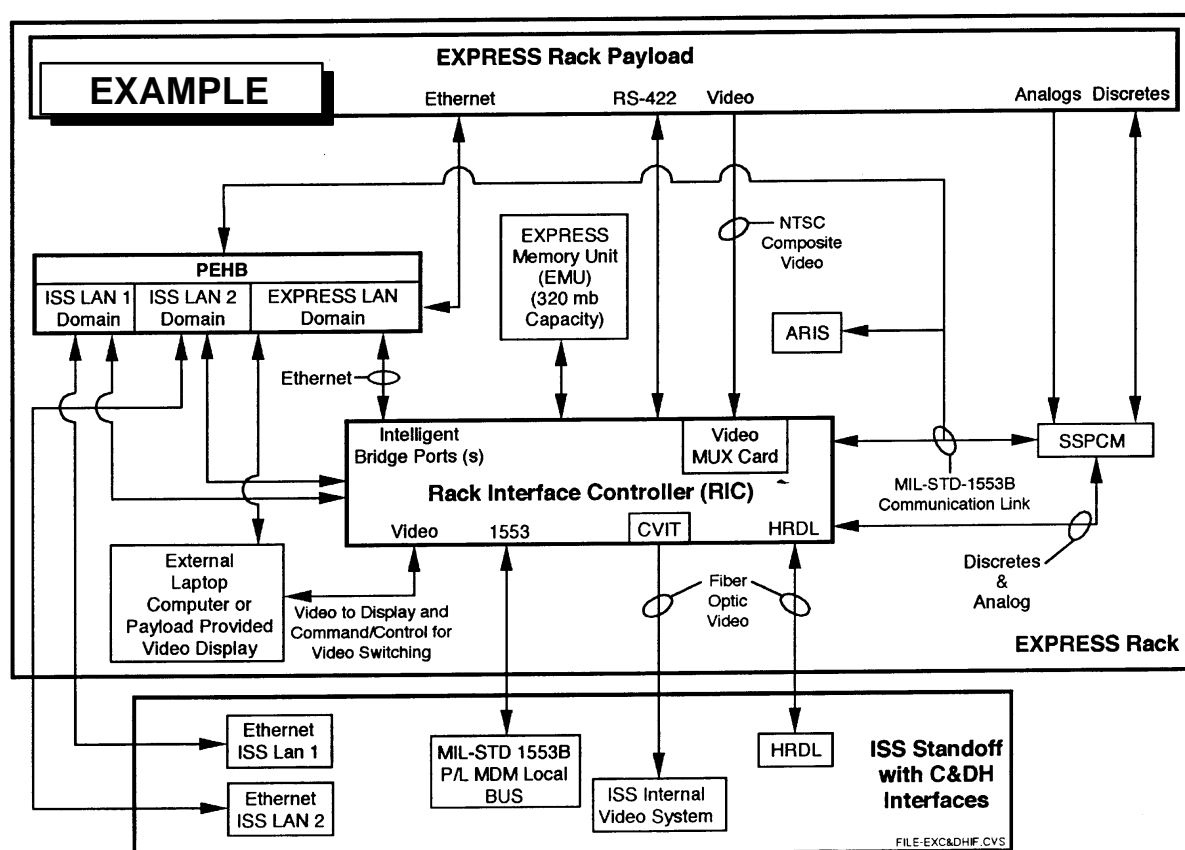 EXPRESS Rack Payload
EXAMPLE
Ethernet
RS-422
Video
Analogs
Discretes
NTSC
Composite
Video
EXPRESS
Memory Unit
(EMU)
(320 mb
Capacity)
PEHB
ISS LAN 1
Domain
ISS LAN 2
Domain
EXPRESS LAN
Domain
ARIS
Ethernet
Intelligent
Bridge Ports (s)
Video
MUX Card
SSPCM
Rack Interface Controller (RIC)
MIL-STD-1553B
Communication Link
Video
1553
CVIT
HRDL
External
Laptop
Computer or
Payload Provided
Video Display
Video to Display and
Command/Control for
Video Switching
Fiber
Optic
Video
Discretes
&
Analog
EXPRESS Rack
Ethernet
ISS Lan 1
Ethernet
ISS LAN 2
MIL-STD 1553B
P/L MDM Local
BUS
ISS Internal
Video System
HRDL
ISS Standoff
with C&DH
Interfaces
FILE-EXC&DHIF.CVS